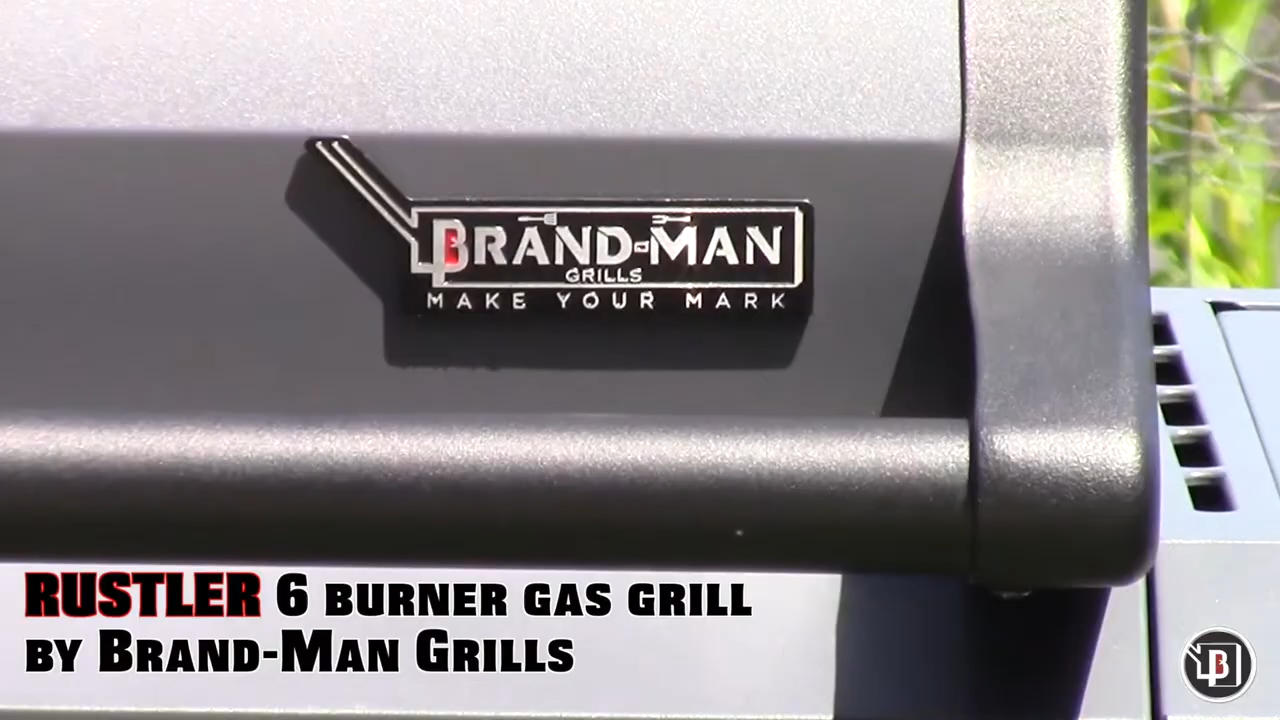 BRAND-MAN
GRILLS
MAKE YOUR MARK
RUSTLER 6 BURNER GAS GRILL
BY BRAND-MAN GRILLS
B